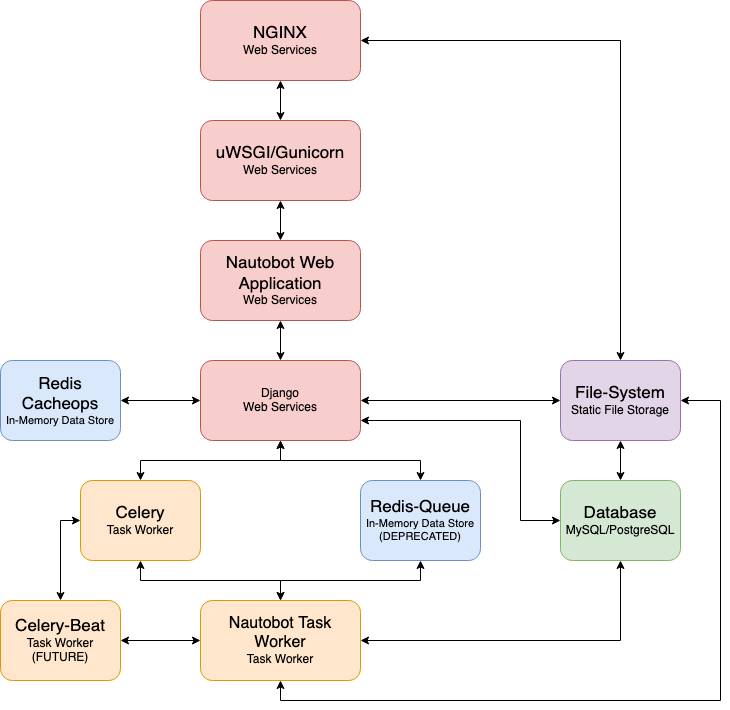 NGINX
Web Services
uWSGI/Gunicorn
Web Services
Nautobot Web
Application
Web Services
Redis
Cacheops
In-Memory Data Store
Django
Web Services
File-System
Static File Storage
Celery
Task Worker
Redis-Queue
In-Memory Data Store
(DEPRECATED)
Database
MySQL/PostgreSQL
Celery-Beat
Task Worker
(FUTURE)
Nautobot Task
Worker
Task Worker